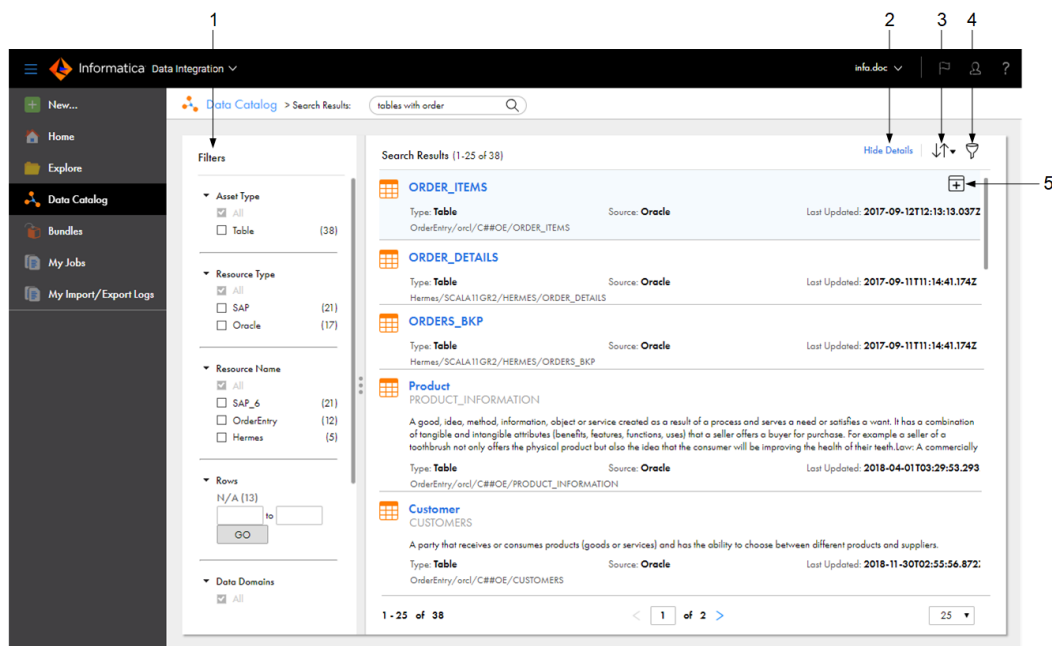 1 2 3 4
Informatica Data Integration
infa.doc
?
New...
Data Catalog > Search Results: tables with order
Home
Explore
Data Catalog
Bundles
My Jobs
My Import/Export Logs
Filters
Asset Type
All
Table (38)
Resource Type
All
SAP (21)
Oracle (17)
Resource Name
All
SAP_6 (21)
OrderEntry (12)
Hermes (5)
Rows
N/A (13)
to
GO
Data Domains
All
Search Results (1-25 of 38)
Hide Details
5
ORDER_ITEMS
Type: Table Source: Oracle Last Updated: 2017-09-12T12:13:13.037Z
OrderEntry/orcl/C##OE/ORDER_ITEMS
ORDER_DETAILS
Type: Table Source: Oracle Last Updated: 2017-09-11T11:14:41.174Z
Hermes/SCALA11GR2/HERMES/ORDER_DETAILS
ORDERS_BKP
Type: Table Source: Oracle Last Updated: 2017-09-11T11:14:41.174Z
Hermes/SCALA11GR2/HERMES/ORDERS_BKP
Product
PRODUCT_INFORMATION
A good, idea, method, information, object or service created as a result of a process and serves a need or satisfies a want. It has a combination
of tangible and intangible attributes (benefits, features, functions, uses) that a seller offers a buyer for purchase. For example a seller of a
toothbrush not only offers the physical product but also the idea that the consumer will be improving the health of their teeth.Law: A commercially
Type: Table Source: Oracle Last Updated: 2018-04-01T03:29:53.293
OrderEntry/orcl/C##OE/PRODUCT_INFORMATION
Customer
CUSTOMERS
A party that receives or consumes products (goods or services) and has the ability to choose between different products and suppliers.
Type: Table Source: Oracle Last Updated: 2018-11-30T02:55:56.872
OrderEntry/orcl/C##OE/CUSTOMERS
1 - 25 of 38
< 1 of 2 >
25